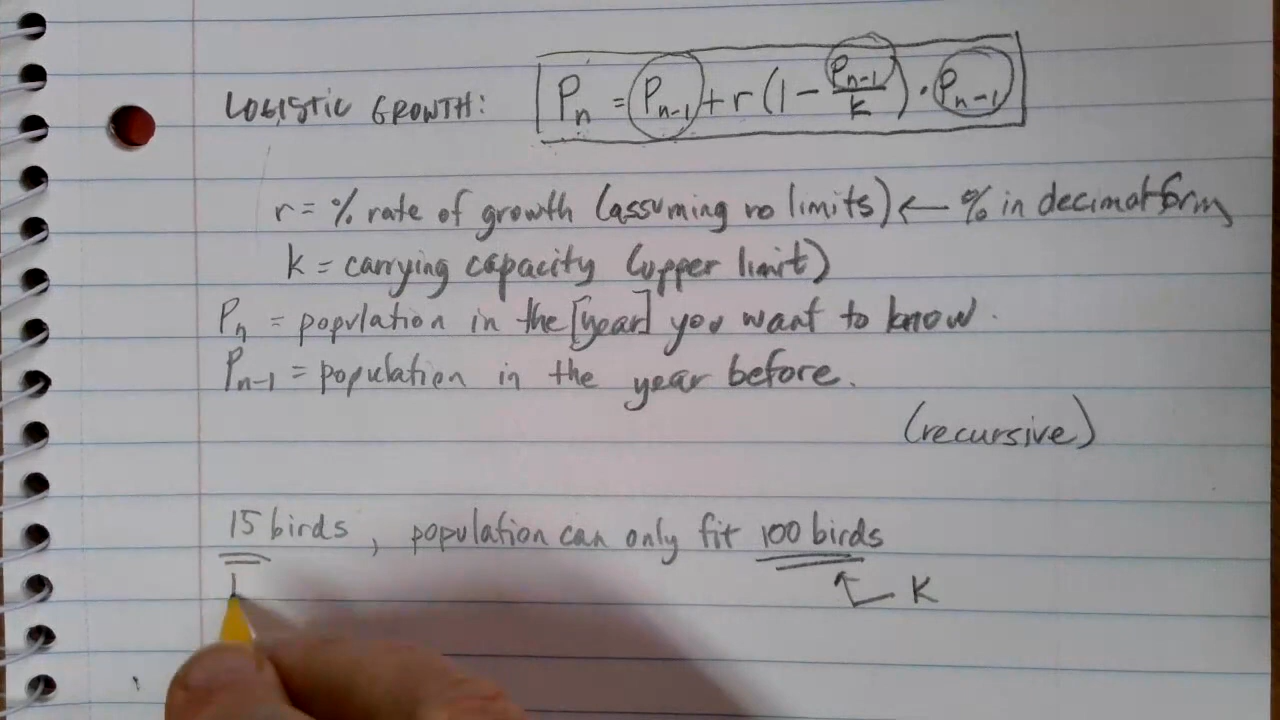 LOGISTIC GROWTH: Pn = Pn-1 + r (1 - Pn-1/K) · Pn-1
r = % rate of growth (assuming no limits) ← % in decimal form
K = carrying capacity (upper limit)
Pn = population in the [year] you want to know.
Pn-1 = population in the year before.
(recursive)
15 birds, population can only fit 100 birds
K